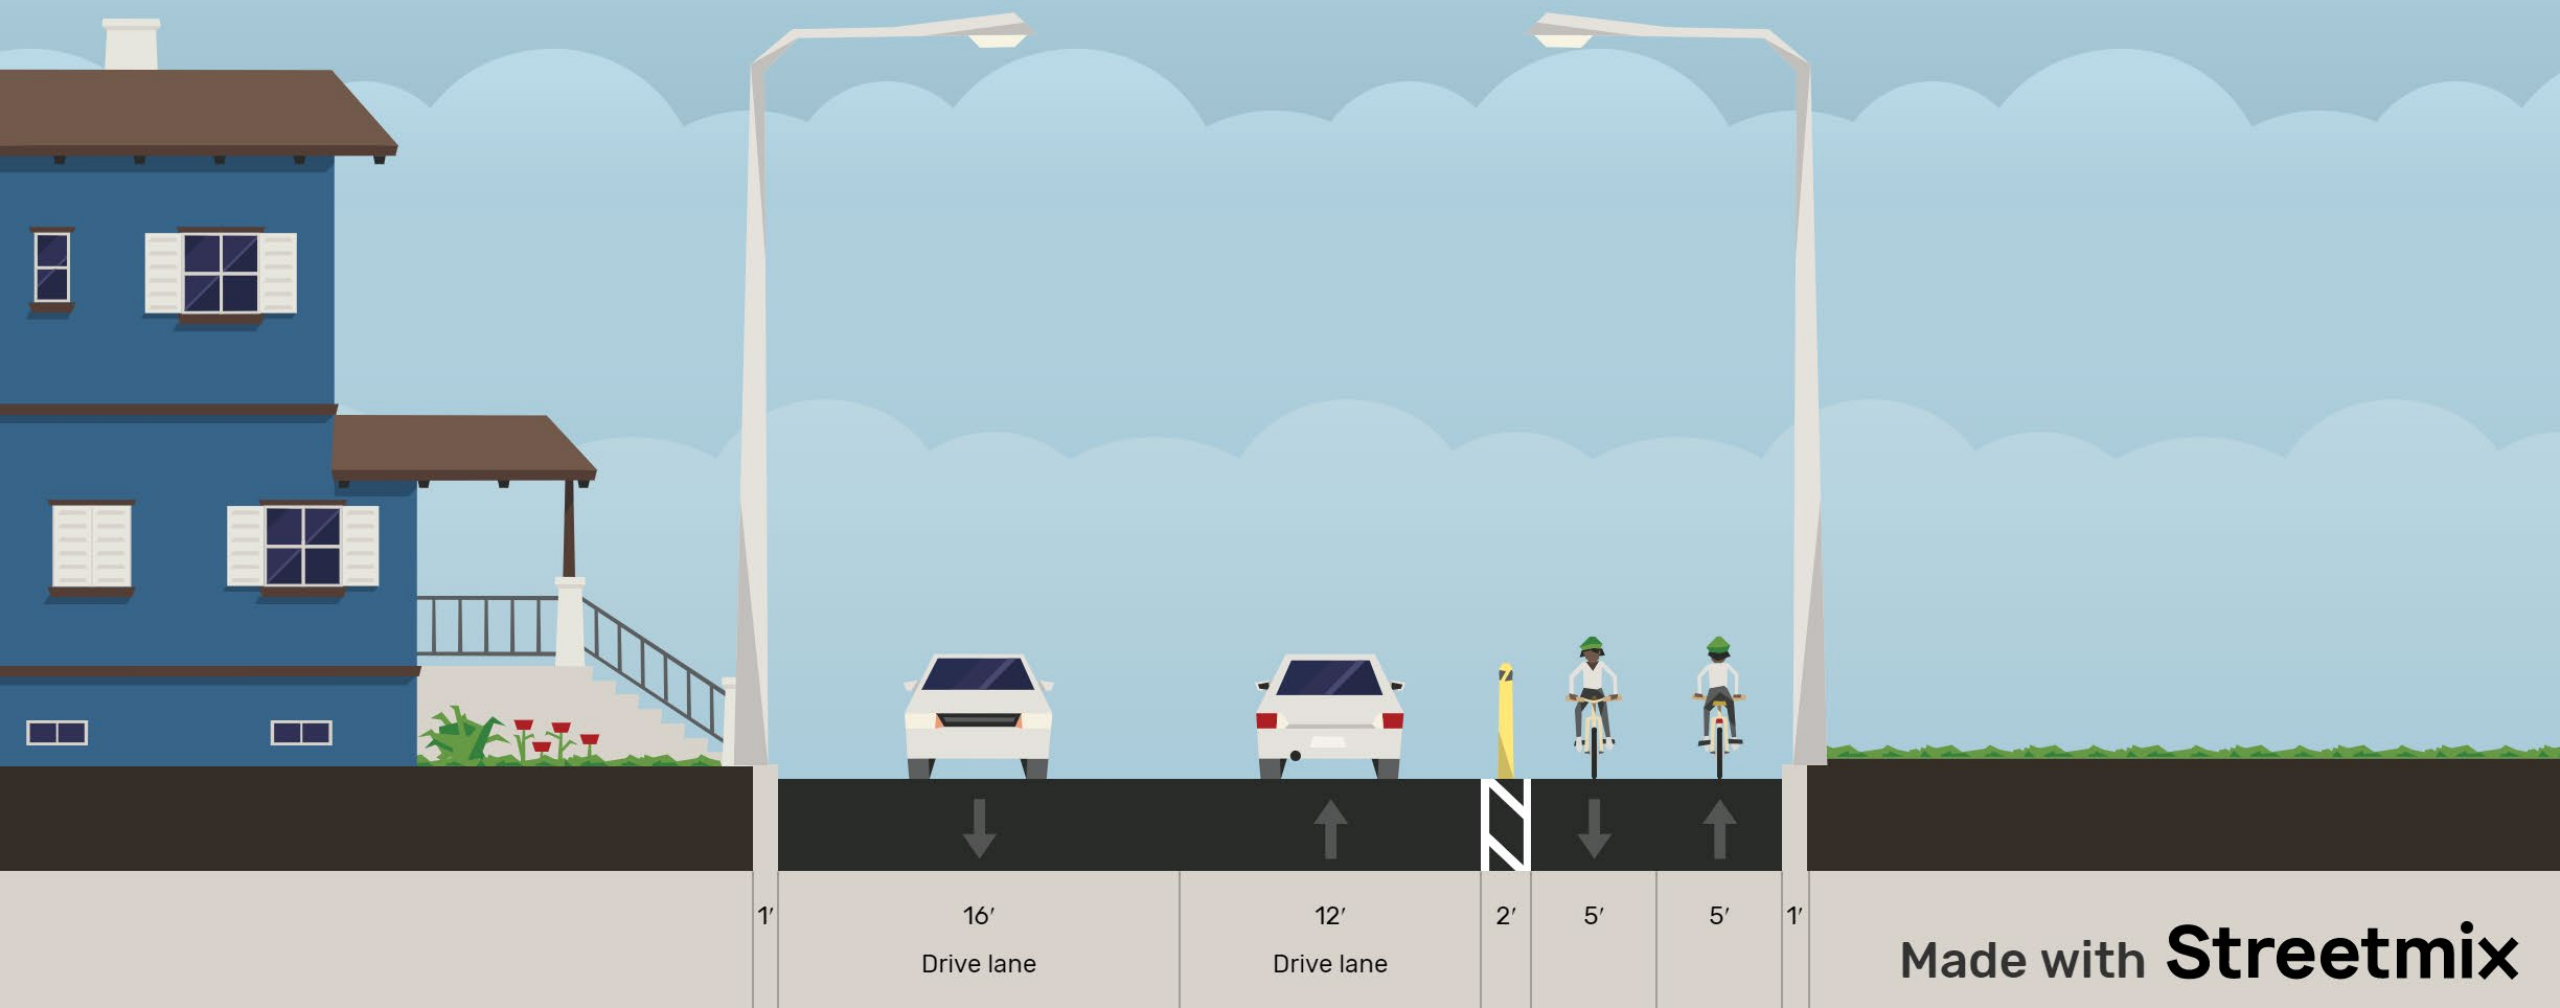 1′ 16′ 12′ 2′ 5′ 5′ 1′
Drive lane Drive lane
Made with Streetmix